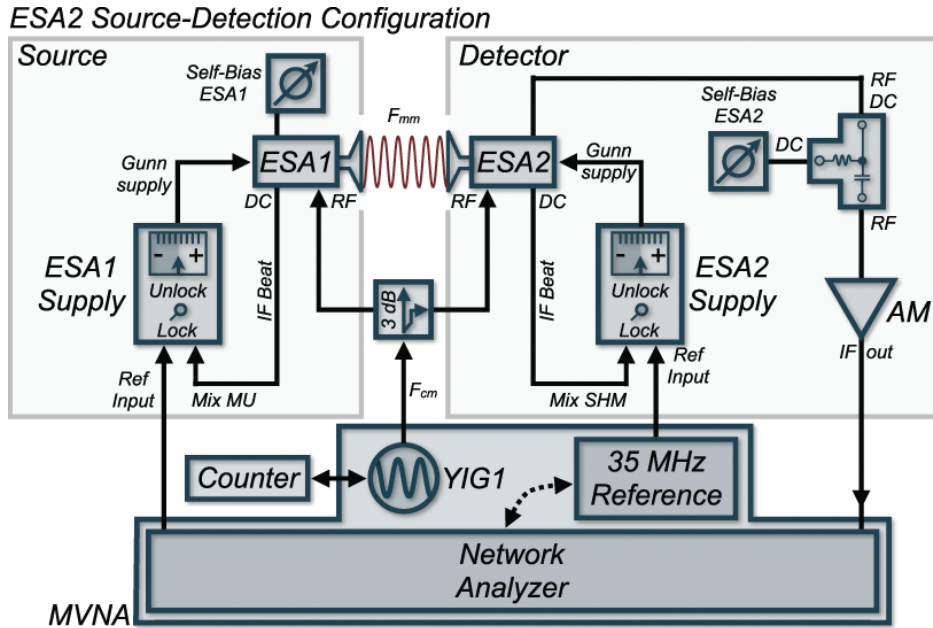 ESA2 Source-Detection Configuration
Source
Detector
Self-Bias
ESA1
Fmm
Self-Bias
ESA2
RF
DC
DC
Gunn
supply
ESA1
ESA2
Gunn
supply
DC
RF
RF
DC
RF
ESA1
Supply
- +
Unlock
Lock
IF Beat
3 dB
IF Beat
- +
Unlock
Lock
ESA2
Supply
AM
IF out
Ref
Input
Mix MU
Fcm
Mix SHM
Ref
Input
Counter
YIG1
35 MHz
Reference
Network
Analyzer
MVNA